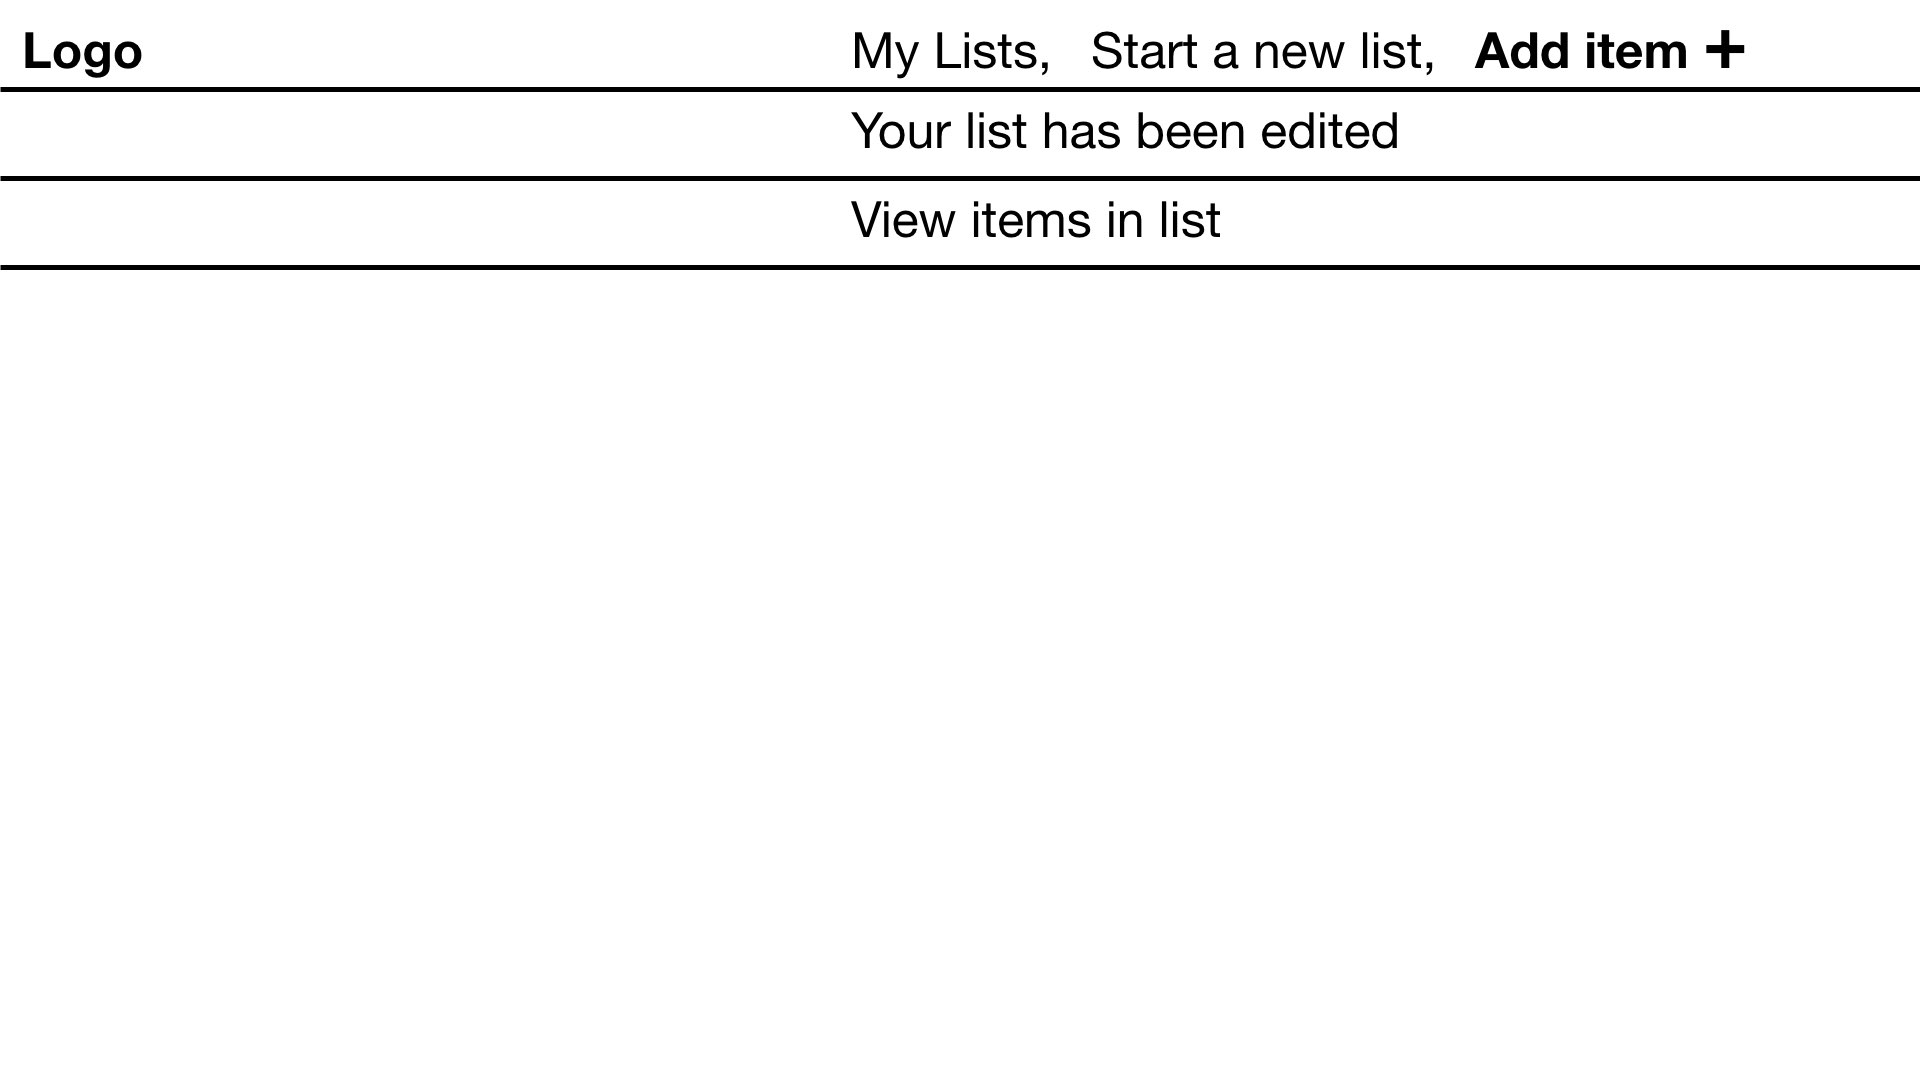 Logo My Lists, Start a new list, Add item +
Your list has been edited
View items in list